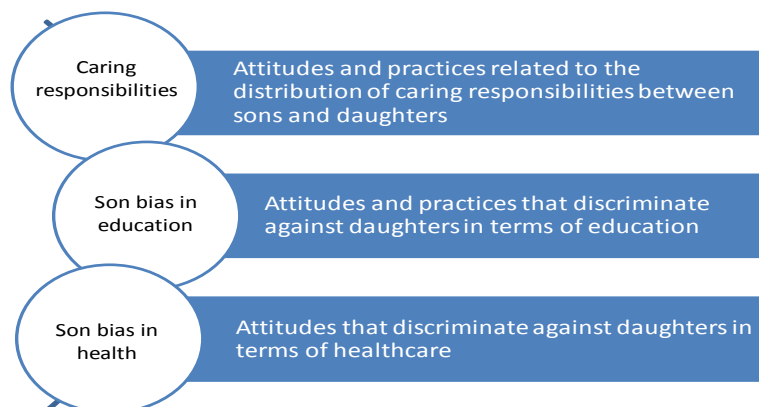 Caring
responsibilities
Attitudes and practices related to the
distribution of caring responsibilities between
sons and daughters
Son bias in
education
Attitudes and practices that discriminate
against daughters in terms of education
Son bias in
health
Attitudes that discriminate against daughters in
terms of healthcare